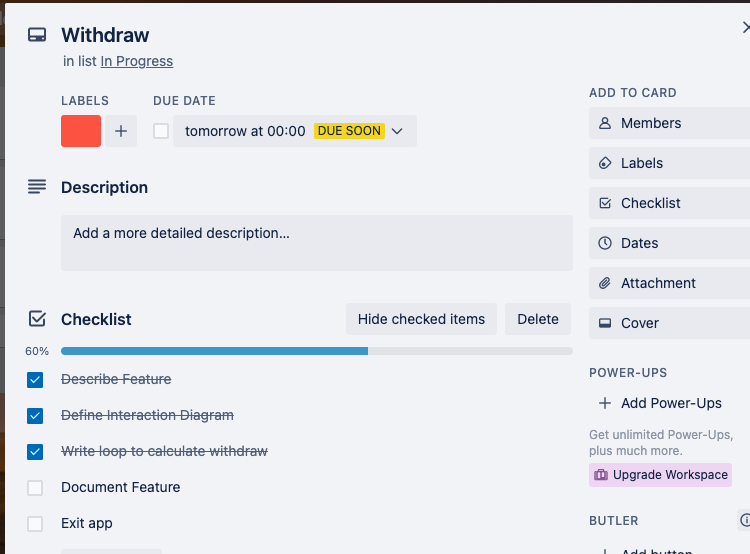 Withdraw
in list In Progress
LABELS
DUE DATE
tomorrow at 00:00 DUE SOON
Description
Add a more detailed description...
Checklist
Hide checked items
Delete
60%
Describe Feature
Define Interaction Diagram
Write loop to calculate withdraw
Document Feature
Exit app
ADD TO CARD
Members
Labels
Checklist
Dates
Attachment
Cover
POWER-UPS
+ Add Power-Ups
Get unlimited Power-Ups,
plus much more.
Upgrade Workspace
BUTLER
Add button